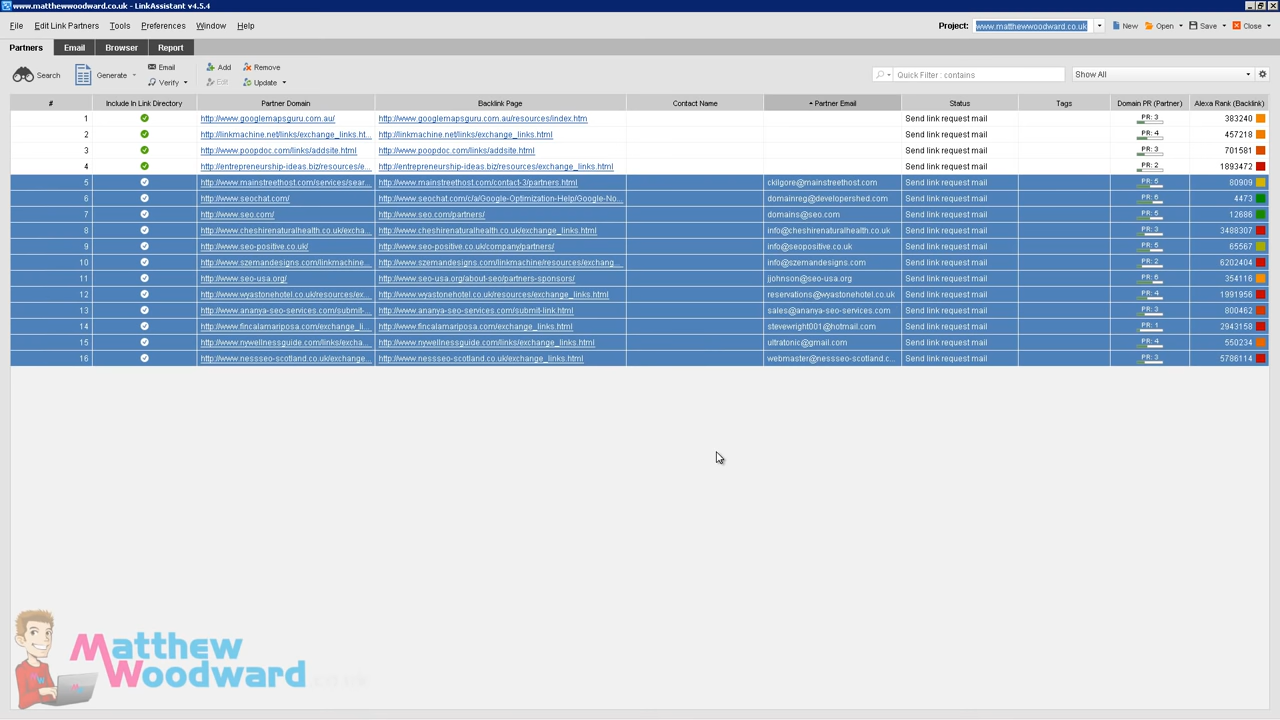 www.matthewwoodward.co.uk - LinkAssistant v4.5.4
File Edit Link Partners Tools Preferences Window Help Project: www.matthewwoodward.co.uk New Open Save Close
Partners Email Browser Report
Search Generate Email Verify Add Remove Edit Update Quick Filter : contains Show All
# Include In Link Directory Partner Domain Backlink Page Contact Name Partner Email Status Tags Domain PR (Partner) Alexa Rank (Backlink)
1 http://www.googlemapsguru.com.au/ http://www.googlemapsguru.com.au/resources/index.htm Send link request mail PR: 3 383240
2 http://linkmachine.net/links/exchange_links.ht... http://linkmachine.net/links/exchange_links.html Send link request mail PR: 4 457218
3 http://www.poopdoc.com/links/addsite.html http://www.poopdoc.com/links/addsite.html Send link request mail PR: 3 701581
4 http://entrepreneurship-ideas.biz/resources/e... http://entrepreneurship-ideas.biz/resources/exchange_links.html Send link request mail PR: 2 1893472
5 http://www.mainstreethost.com/services/sear... http://www.mainstreethost.com/contact-3/partners.html ckilgore@mainstreethost.com Send link request mail PR: 5 80909
6 http://www.seochat.com/ http://www.seochat.com/c/a/Google-Optimization-Help/Google-No... domainreg@developershed.com Send link request mail PR: 6 4473
7 http://www.seo.com/ http://www.seo.com/partners/ domains@seo.com Send link request mail PR: 5 12686
8 http://www.cheshirenaturalhealth.co.uk/excha... http://www.cheshirenaturalhealth.co.uk/exchange_links.html info@cheshirenaturalhealth.co.uk Send link request mail PR: 3 3488307
9 http://www.seo-positive.co.uk/ http://www.seo-positive.co.uk/company/partners/ info@seopositive.co.uk Send link request mail PR: 5 65567
10 http://www.szemandesigns.com/linkmachine... http://www.szemandesigns.com/linkmachine/resources/exchang... info@szemandesigns.com Send link request mail PR: 2 6202404
11 http://www.seo-usa.org/ http://www.seo-usa.org/about-seo/partners-sponsors/ jjohnson@seo-usa.org Send link request mail PR: 6 354116
12 http://www.wyastonehotel.co.uk/resources/ex... http://www.wyastonehotel.co.uk/resources/exchange_links.html reservations@wyastonehotel.co.uk Send link request mail PR: 4 1991956
13 http://www.ananya-seo-services.com/submit-... http://www.ananya-seo-services.com/submit-link.html sales@ananya-seo-services.com Send link request mail PR: 3 800462
14 http://www.fincalamariposa.com/exchange_li... http://www.fincalamariposa.com/exchange_links.html stevewright001@hotmail.com Send link request mail PR: 1 2943158
15 http://www.nywellnessguide.com/links/excha... http://www.nywellnessguide.com/links/exchange_links.html ultratonic@gmail.com Send link request mail PR: 4 550234
16 http://www.nessseo-scotland.co.uk/exchange... http://www.nessseo-scotland.co.uk/exchange_links.html webmaster@nessseo-scotland.c... Send link request mail PR: 3 5786114
Matthew
Woodward.co.uk